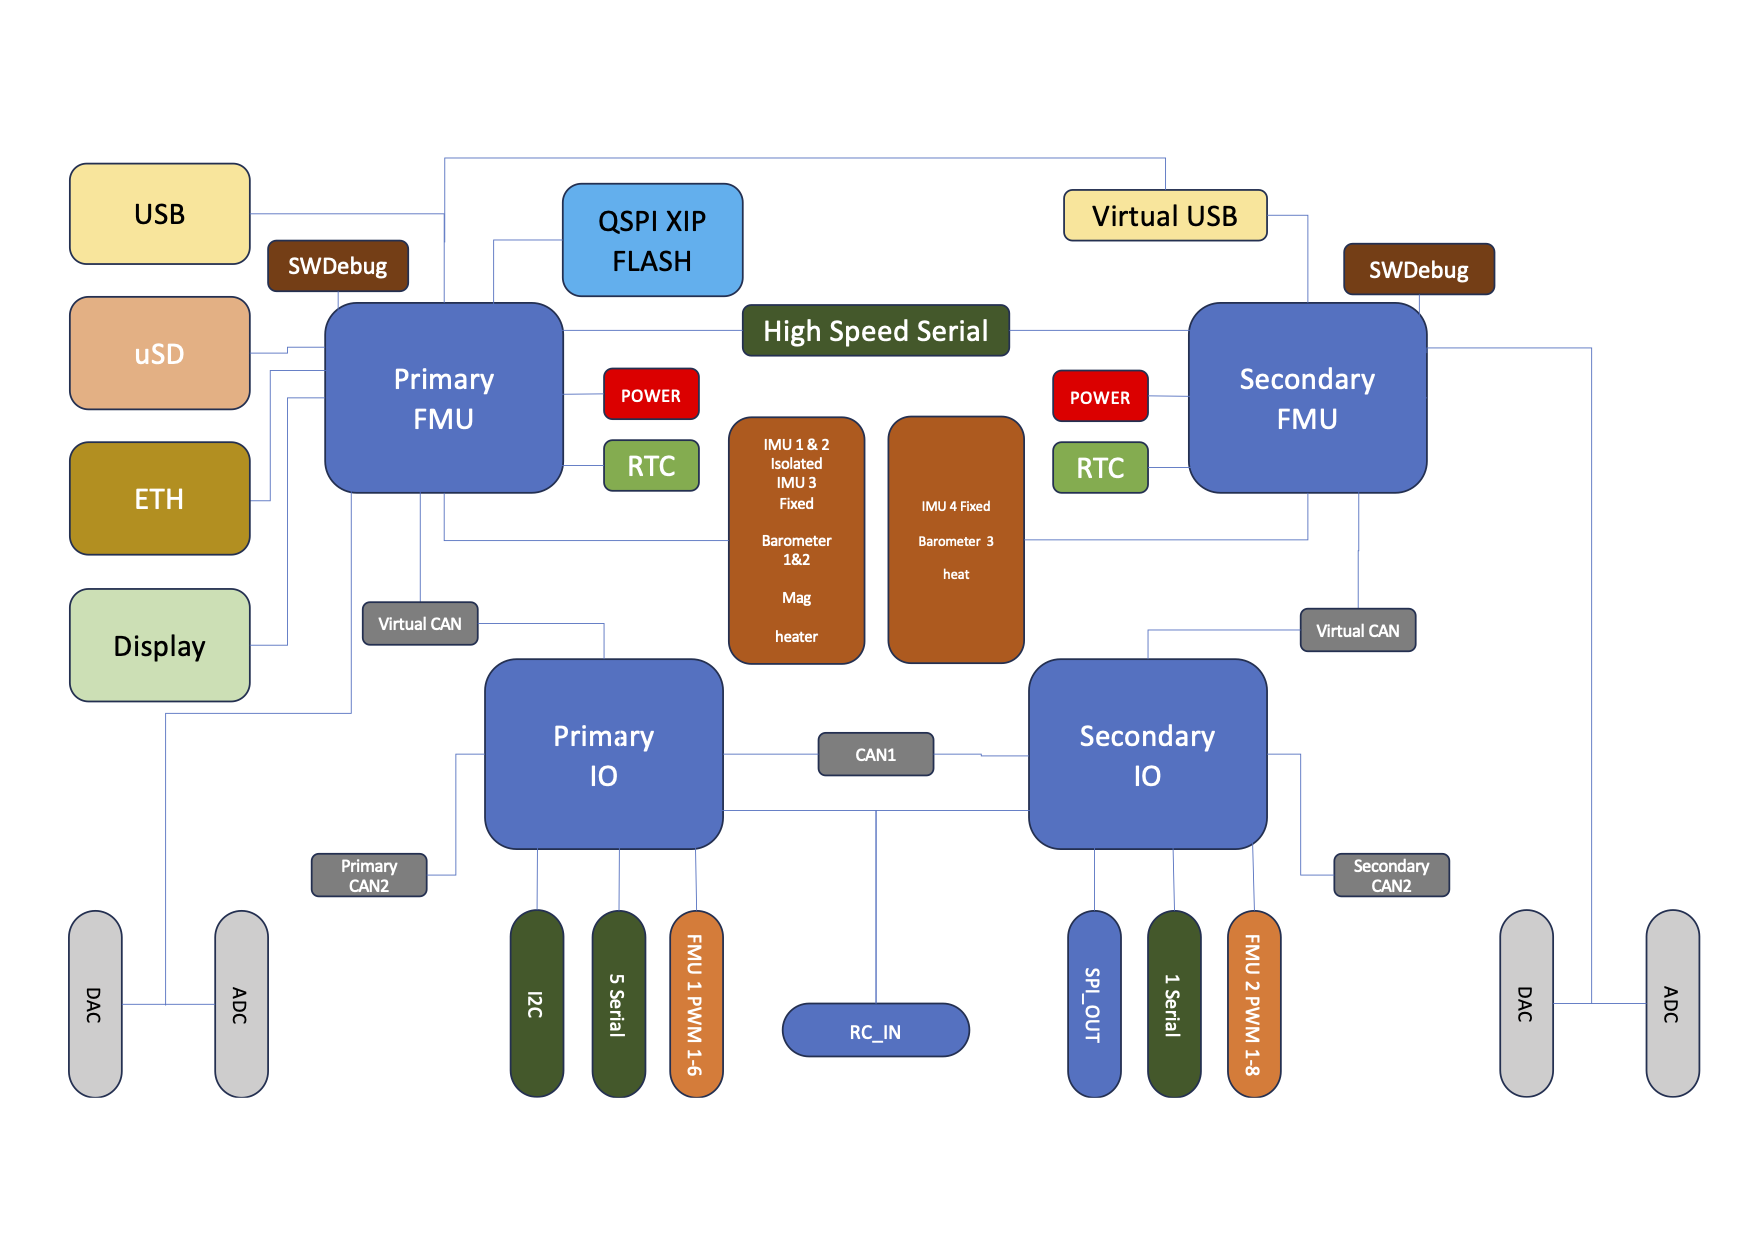 USB
QSPI XIP
FLASH
Virtual USB
SWDebug
SWDebug
uSD
High Speed Serial
Primary
FMU
Secondary
FMU
POWER
POWER
RTC
RTC
IMU 1 & 2
Isolated
IMU 3
Fixed
Barometer
1&2
Mag
heater
IMU 4 Fixed
Barometer 3
heat
ETH
Display
Virtual CAN
Virtual CAN
Primary
IO
CAN1
Secondary
IO
Primary
CAN2
Secondary
CAN2
DAC
ADC
I2C
5 Serial
FMU 1 PWM 1-6
RC_IN
SPI_OUT
1 Serial
FMU 2 PWM 1-8
DAC
ADC